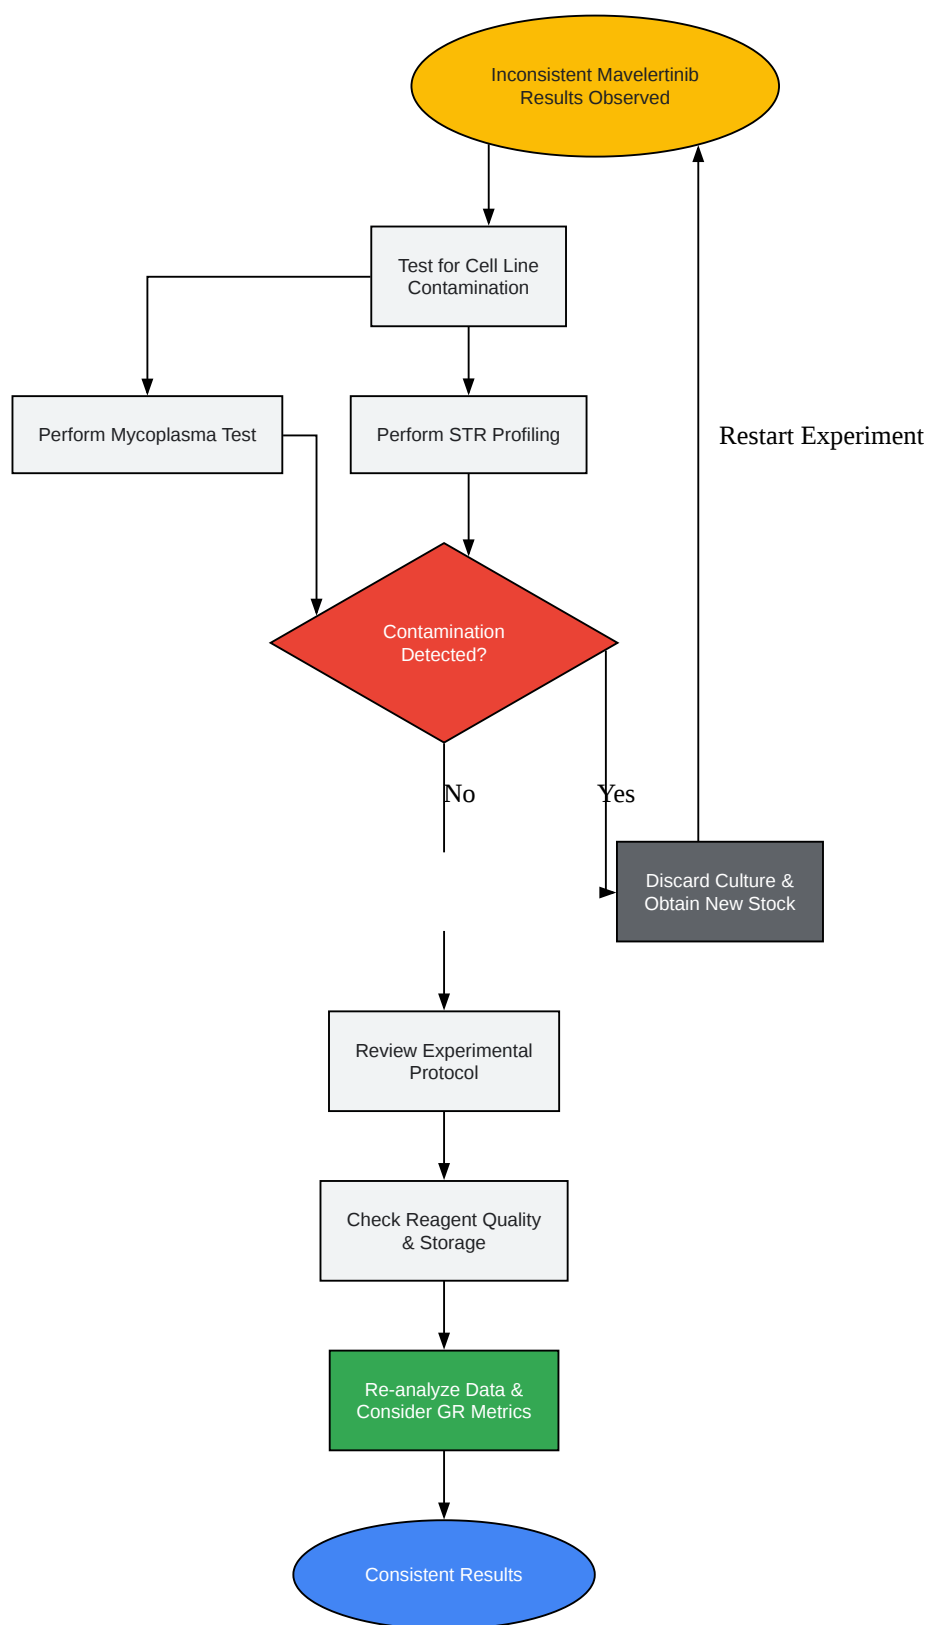 Inconsistent Mavelertinib
Results Observed
Test for Cell Line
Contamination
Perform Mycoplasma Test
Perform STR Profiling
Restart Experiment
Contamination
Detected?
No
Yes
Discard Culture &
Obtain New Stock
Review Experimental
Protocol
Check Reagent Quality
& Storage
Re-analyze Data &
Consider GR Metrics
Consistent Results